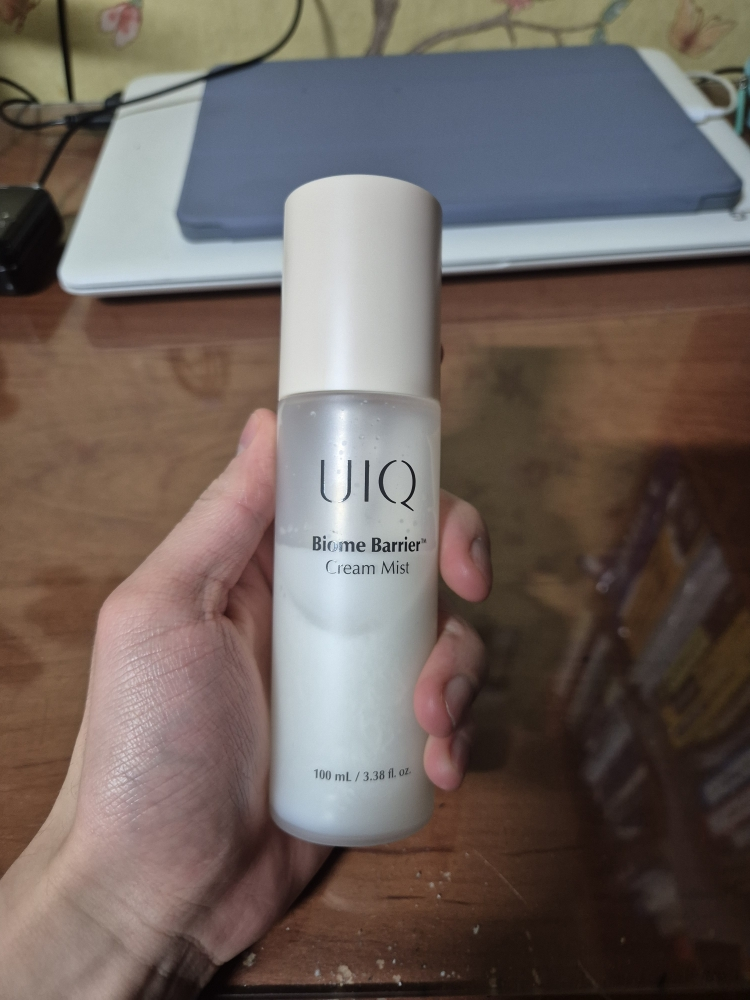 UIQ
Biome Barrier™
Cream Mist
100 mL / 3.38 fl. oz.